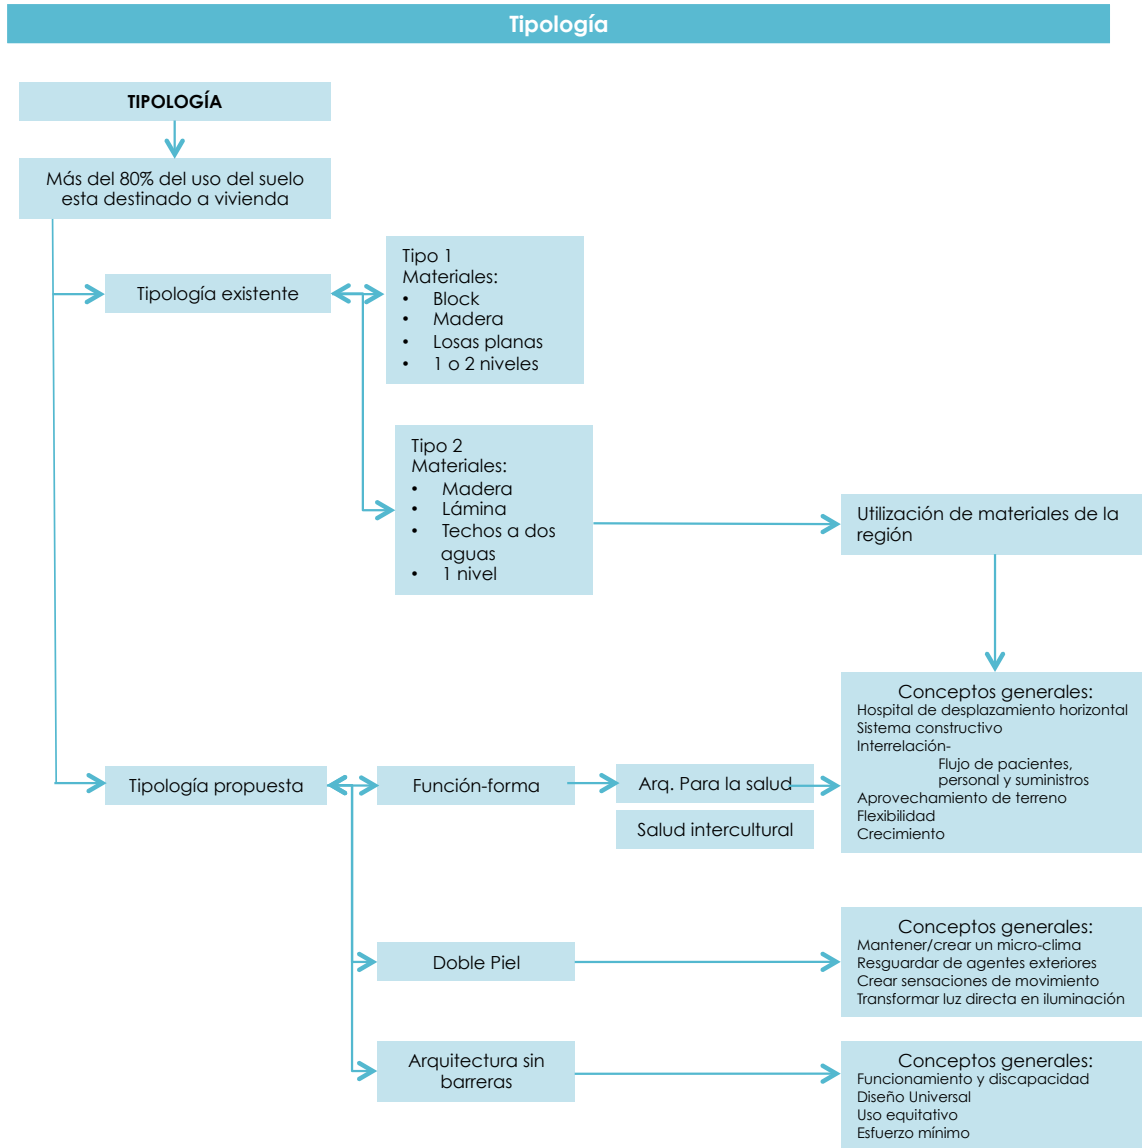 Tipología
TIPOLOGÍA
Más del 80% del uso del suelo
esta destinado a vivienda
Tipología existente
Tipo 1
Materiales:
• Block
• Madera
• Losas planas
• 1 o 2 niveles
Tipo 2
Materiales:
• Madera
• Lámina
• Techos a dos
aguas
• 1 nivel
Utilización de materiales de la
región
Tipología propuesta
Función-forma
Arq. Para la salud
Salud intercultural
Conceptos generales:
Hospital de desplazamiento horizontal
Sistema constructivo
Interrelación-
Flujo de pacientes,
personal y suministros
Aprovechamiento de terreno
Flexibilidad
Crecimiento
Doble Piel
Conceptos generales:
Mantener/crear un micro-clima
Resguardar de agentes exteriores
Crear sensaciones de movimiento
Transformar luz directa en iluminación
Arquitectura sin
barreras
Conceptos generales:
Funcionamiento y discapacidad
Diseño Universal
Uso equitativo
Esfuerzo mínimo